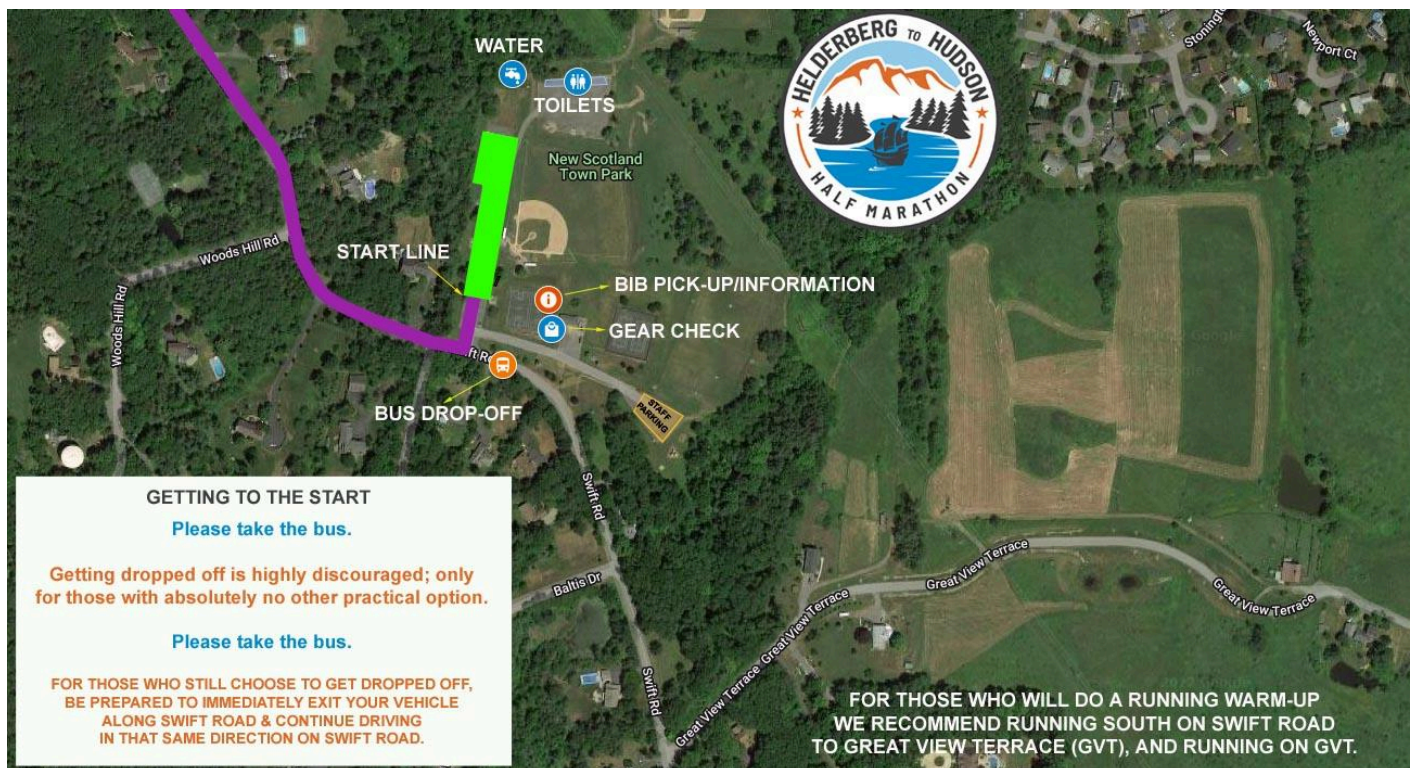 WATER
TOILETS
New Scotland
Town Park
HELDERBERG TO HUDSON
HALF MARATHON
Stonington
Newport Ct
Woods Hill Rd
Woods Hill Rd
START LINE
BIB PICK-UP/INFORMATION
GEAR CHECK
BUS DROP-OFF
STAFF
PARKING
Swift Rd
Baltis Dr
Swift Rd
Great View Terrace
Great View Terrace
Great View Terrace
Great View Terrace
GETTING TO THE START
Please take the bus.
Getting dropped off is highly discouraged; only
for those with absolutely no other practical option.
Please take the bus.
FOR THOSE WHO STILL CHOOSE TO GET DROPPED OFF,
BE PREPARED TO IMMEDIATELY EXIT YOUR VEHICLE
ALONG SWIFT ROAD & CONTINUE DRIVING
IN THAT SAME DIRECTION ON SWIFT ROAD.
FOR THOSE WHO WILL DO A RUNNING WARM-UP
WE RECOMMEND RUNNING SOUTH ON SWIFT ROAD
TO GREAT VIEW TERRACE (GVT), AND RUNNING ON GVT.